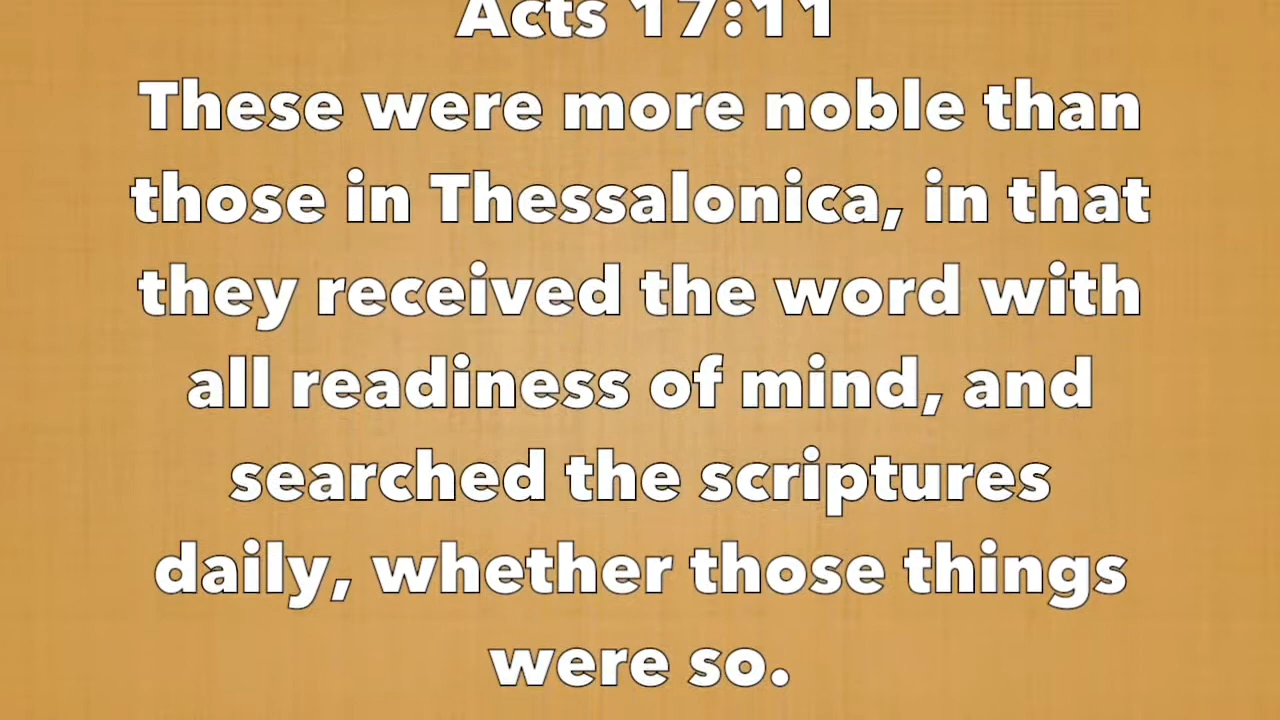 Acts 17:11
These were more noble than
those in Thessalonica, in that
they received the word with
all readiness of mind, and
searched the scriptures
daily, whether those things
were so.